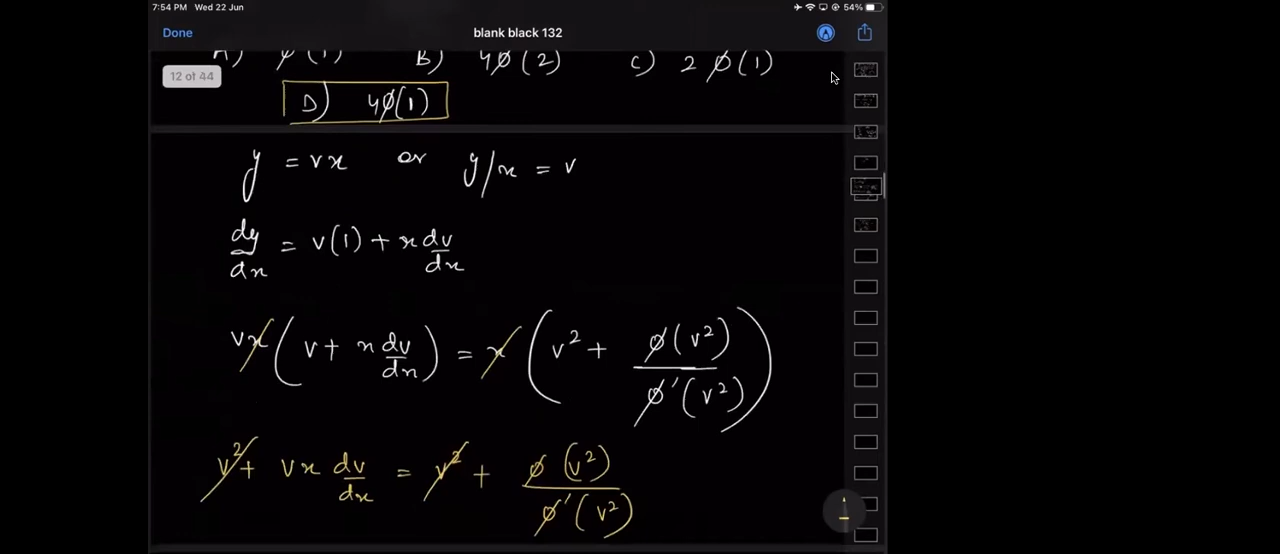 7:54 PM Wed 22 Jun 54%
Done blank black 132
12 of 44
A) φ(1) B) 4φ(2) C) 2φ(1)
D) 4φ(1)
y = vx or y/x = v
dy/dx = v(1) + x dv/dx
vx(v + x dv/dx) = x(v² + φ(v²)/φ'(v²))
v² + vx dv/dx = v² + φ(v²)/φ'(v²)